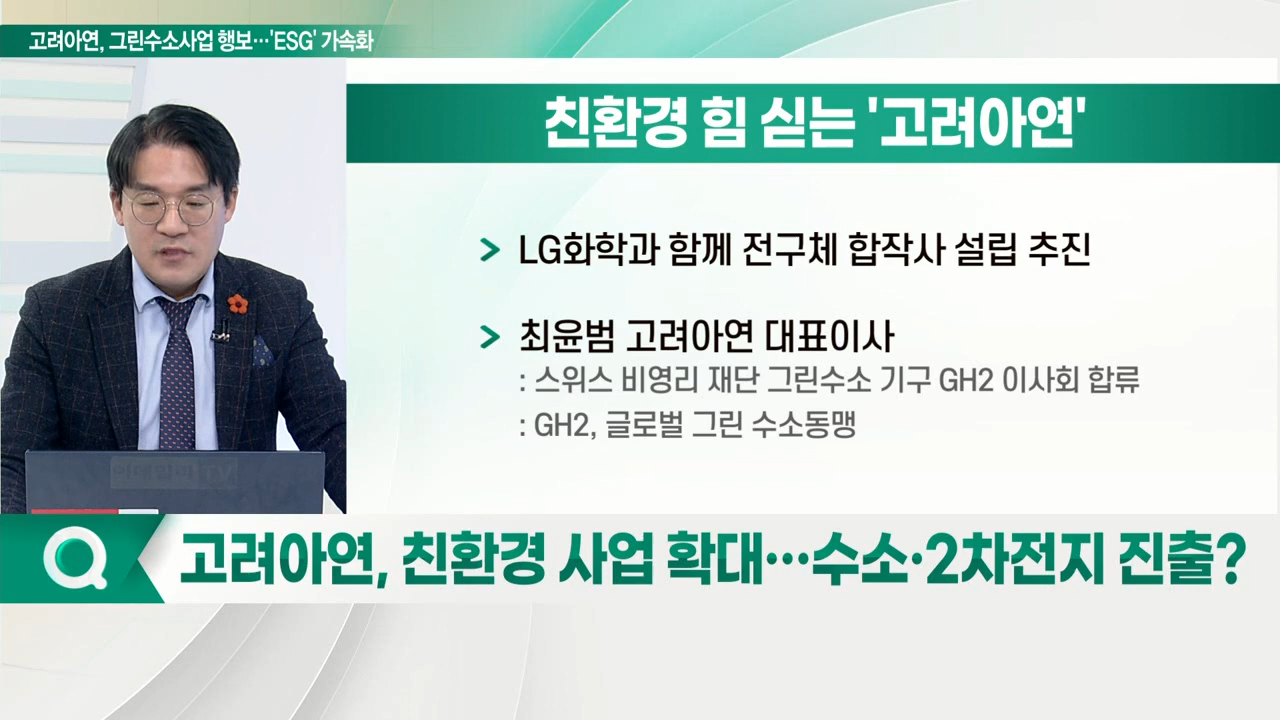 고려아연, 그린수소사업 행보…'ESG' 가속화
친환경 힘 싣는 '고려아연'
> LG화학과 함께 전구체 합작사 설립 추진
> 최윤범 고려아연 대표이사
: 스위스 비영리 재단 그린수소 기구 GH2 이사회 합류
: GH2, 글로벌 그린 수소동맹
이데일리 TV
고려아연, 친환경 사업 확대…수소·2차전지 진출?